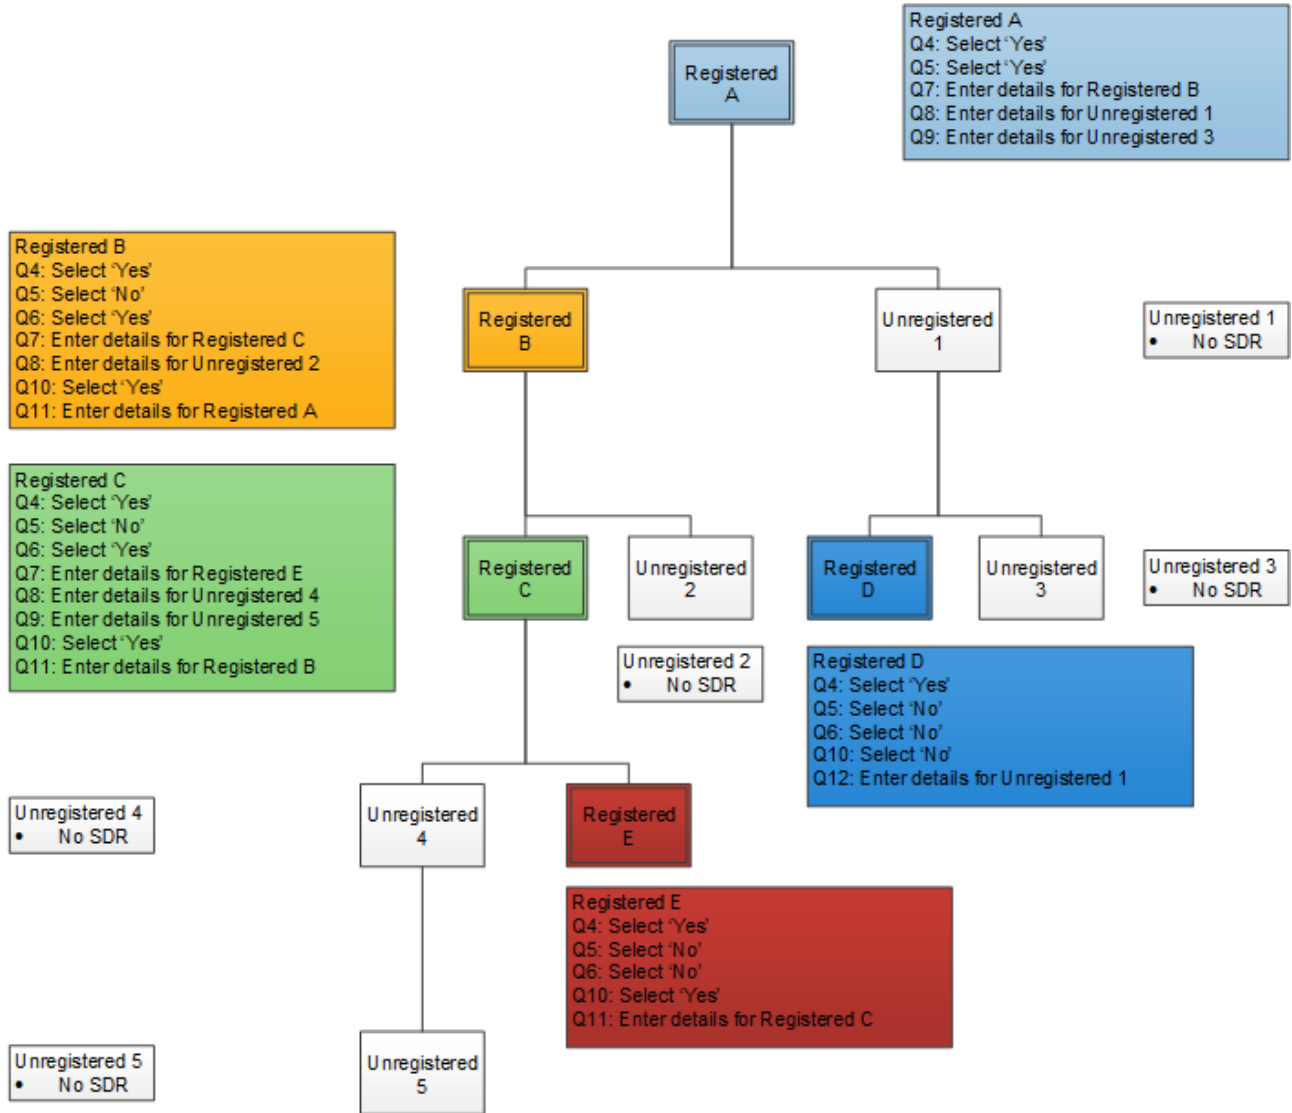 Registered A
Q4: Select ‘Yes’
Q5: Select ‘Yes’
Q7: Enter details for Registered B
Q8: Enter details for Unregistered 1
Q9: Enter details for Unregistered 3
Registered
A
Registered B
Q4: Select ‘Yes’
Q5: Select ‘No’
Q6: Select ‘Yes’
Q7: Enter details for Registered C
Q8: Enter details for Unregistered 2
Q10: Select ‘Yes’
Q11: Enter details for Registered A
Registered
B
Unregistered
1
Unregistered 1
• No SDR
Registered C
Q4: Select ‘Yes’
Q5: Select ‘No’
Q6: Select ‘Yes’
Q7: Enter details for Registered E
Q8: Enter details for Unregistered 4
Q9: Enter details for Unregistered 5
Q10: Select ‘Yes’
Q11: Enter details for Registered B
Registered
C
Unregistered
2
Registered
D
Unregistered
3
Unregistered 3
• No SDR
Unregistered 2
• No SDR
Registered D
Q4: Select ‘Yes’
Q5: Select ‘No’
Q6: Select ‘No’
Q10: Select ‘No’
Q12: Enter details for Unregistered 1
Unregistered 4
• No SDR
Unregistered
4
Registered
E
Registered E
Q4: Select ‘Yes’
Q5: Select ‘No’
Q6: Select ‘No’
Q10: Select ‘Yes’
Q11: Enter details for Registered C
Unregistered 5
• No SDR
Unregistered
5